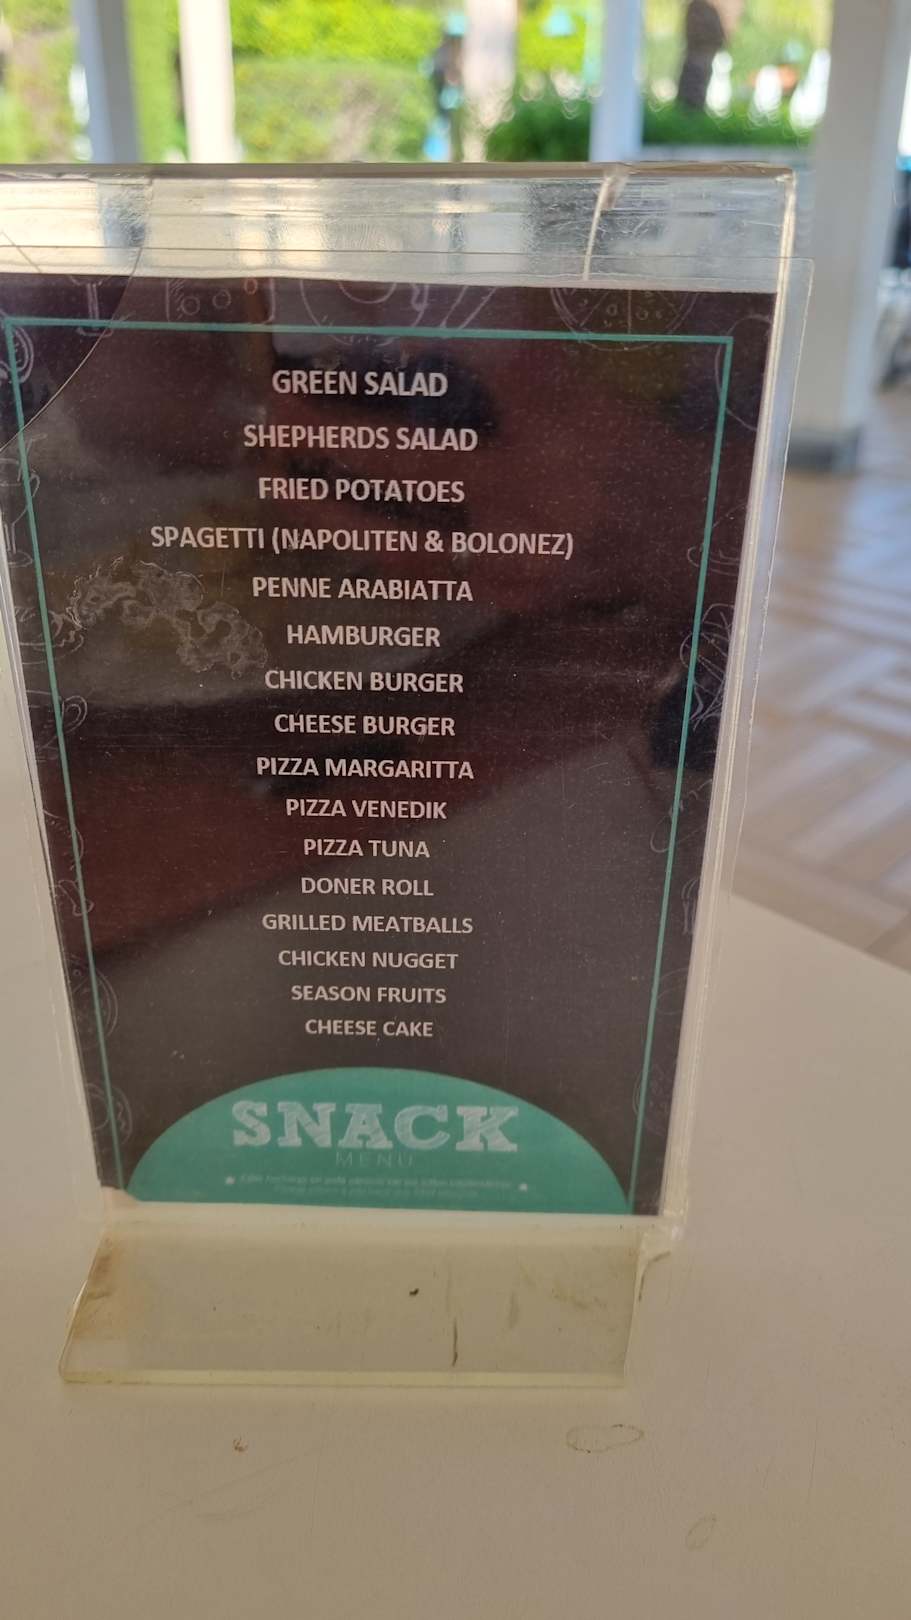 GREEN SALAD
SHEPHERDS SALAD
FRIED POTATOES
SPAGETTI (NAPOLITEN & BOLONEZ)
PENNE ARABIATTA
HAMBURGER
CHICKEN BURGER
CHEESE BURGER
PIZZA MARGARITTA
PIZZA VENEDIK
PIZZA TUNA
DONER ROLL
GRILLED MEATBALLS
CHICKEN NUGGET
SEASON FRUITS
CHEESE CAKE
SNACK
MENU